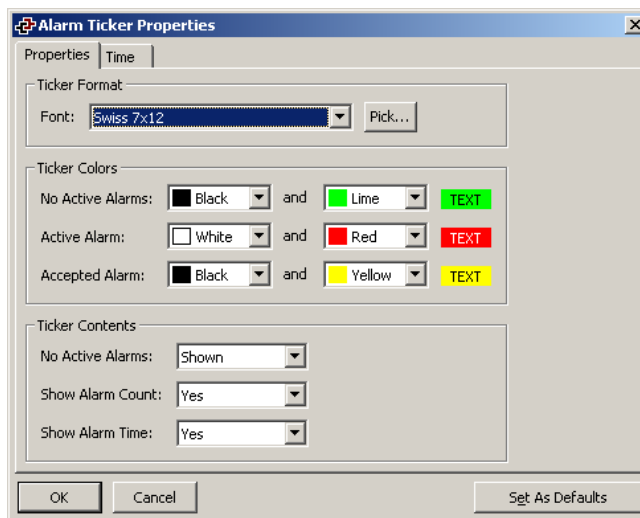 Alarm Ticker Properties
Properties Time
Ticker Format
Font: Swiss 7x12 Pick...
Ticker Colors
No Active Alarms: Black and Lime TEXT
Active Alarm: White and Red TEXT
Accepted Alarm: Black and Yellow TEXT
Ticker Contents
No Active Alarms: Shown
Show Alarm Count: Yes
Show Alarm Time: Yes
OK Cancel Set As Defaults